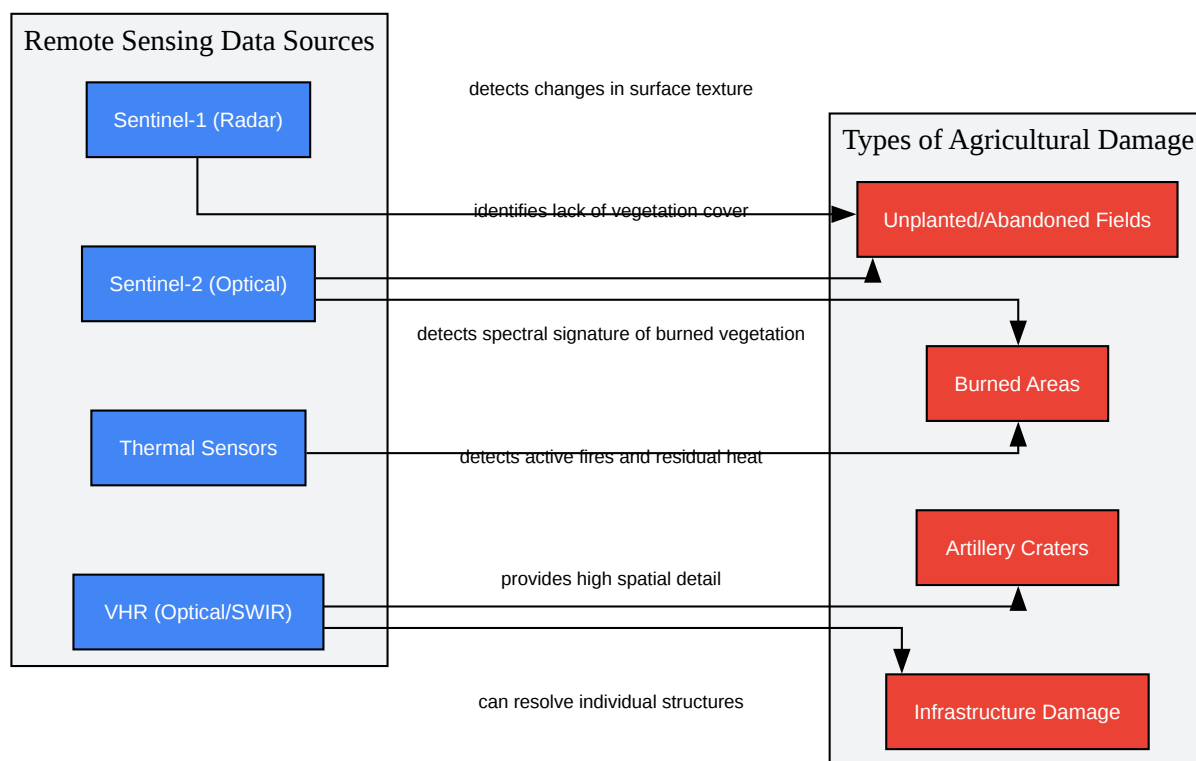 Remote Sensing Data Sources
Sentinel-1 (Radar)
Sentinel-2 (Optical)
Thermal Sensors
VHR (Optical/SWIR)
detects changes in surface texture
identifies lack of vegetation cover
detects spectral signature of burned vegetation
detects active fires and residual heat
provides high spatial detail
can resolve individual structures
Types of Agricultural Damage
Unplanted/Abandoned Fields
Burned Areas
Artillery Craters
Infrastructure Damage